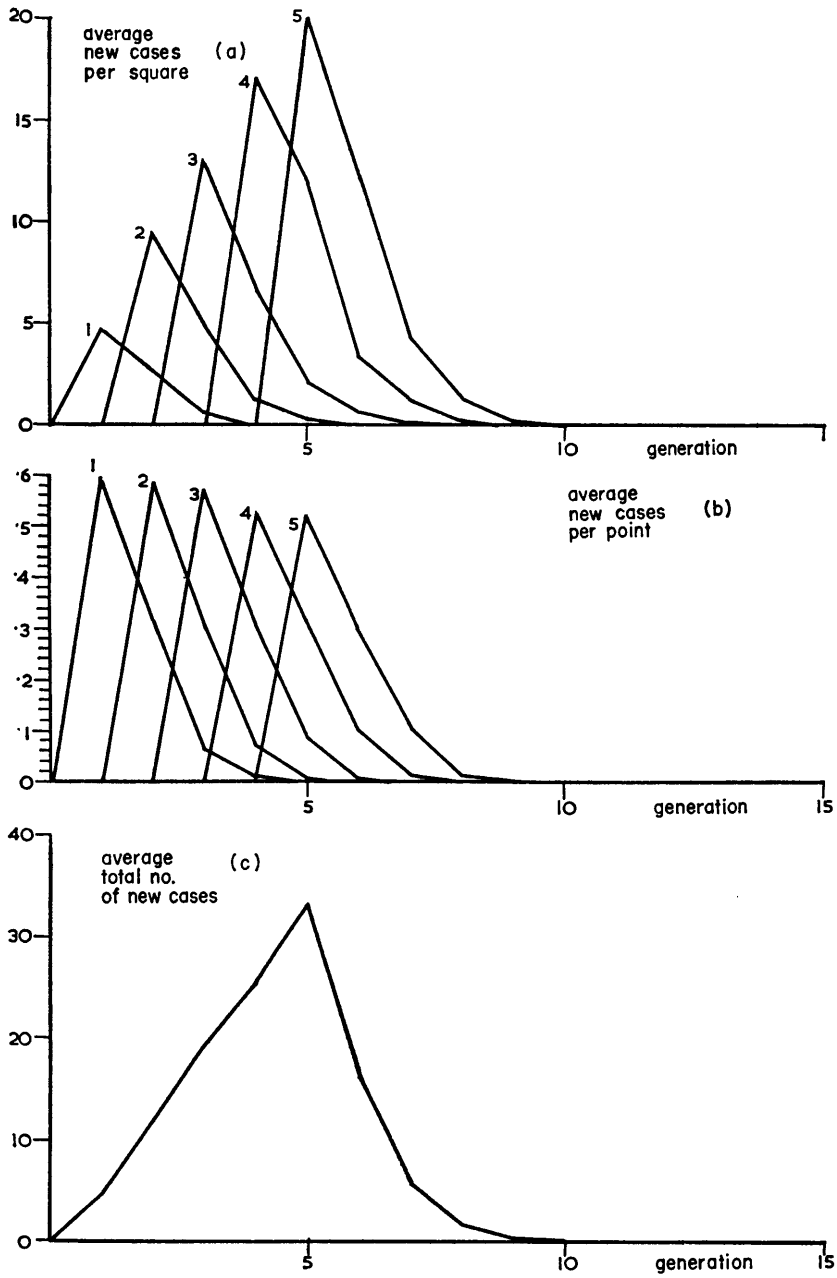 average
new cases
per square
(a)
20
15
10
5
0
1
2
3
4
5
5
10
generation
1
.6
.5
.4
.3
.2
.1
0
1
2
3
4
5
average
new cases
per point
(b)
5
10
generation
15
40
30
20
10
0
average
total no.
of new cases
(c)
5
10
generation
15